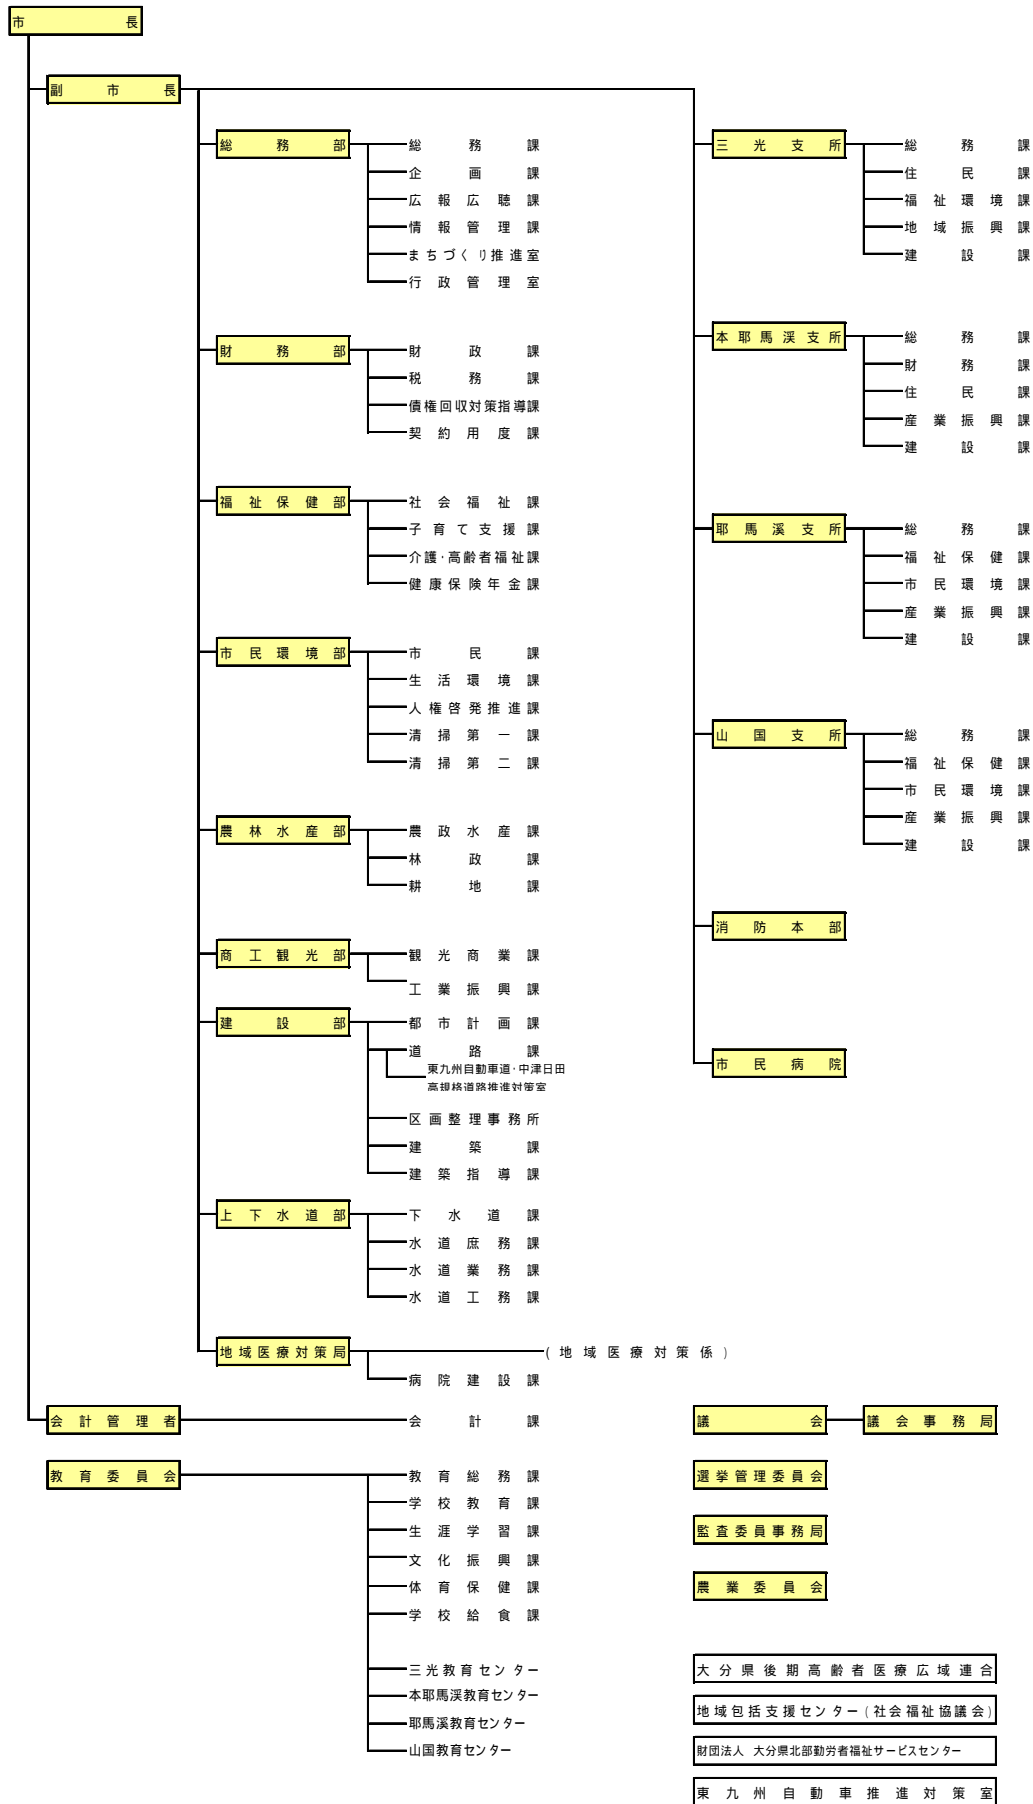 市長
副市長
総務部
総務課
企画課
広報広聴課
情報管理課
まちづくり推進室
行政管理室
財務部
財政課
税務課
債権回収対策指導課
契約用度課
福祉保健部
社会福祉課
子育て支援課
介護・高齢者福祉課
健康保険年金課
市民環境部
市民課
生活環境課
人権啓発推進課
清掃第一課
清掃第二課
農林水産部
農政水産課
林政課
耕地課
商工観光部
観光商業課
工業振興課
建設部
都市計画課
道路課
東九州自動車道・中津日田
高規格道路推進対策室
区画整理事務所
建築課
建築指導課
上下水道部
下水道課
水道庶務課
水道業務課
水道工務課
地域医療対策局
(地域医療対策係)
病院建設課
三光支所
総務課
住民課
福祉環境課
地域振興課
建設課
本耶馬渓支所
総務課
財務課
住民課
産業振興課
建設課
耶馬溪支所
総務課
福祉保健課
市民環境課
産業振興課
建設課
山国支所
総務課
福祉保健課
市民環境課
産業振興課
建設課
消防本部
市民病院
会計管理者
会計課
教育委員会
教育総務課
学校教育課
生涯学習課
文化振興課
体育保健課
学校給食課
三光教育センター
本耶馬渓教育センター
耶馬溪教育センター
山国教育センター
議会
議会事務局
選挙管理委員会
監査委員事務局
農業委員会
大分県後期高齢者医療広域連合
地域包括支援センター(社会福祉協議会)
財団法人 大分県北部勤労者福祉サービスセンター
東九州自動車推進対策室